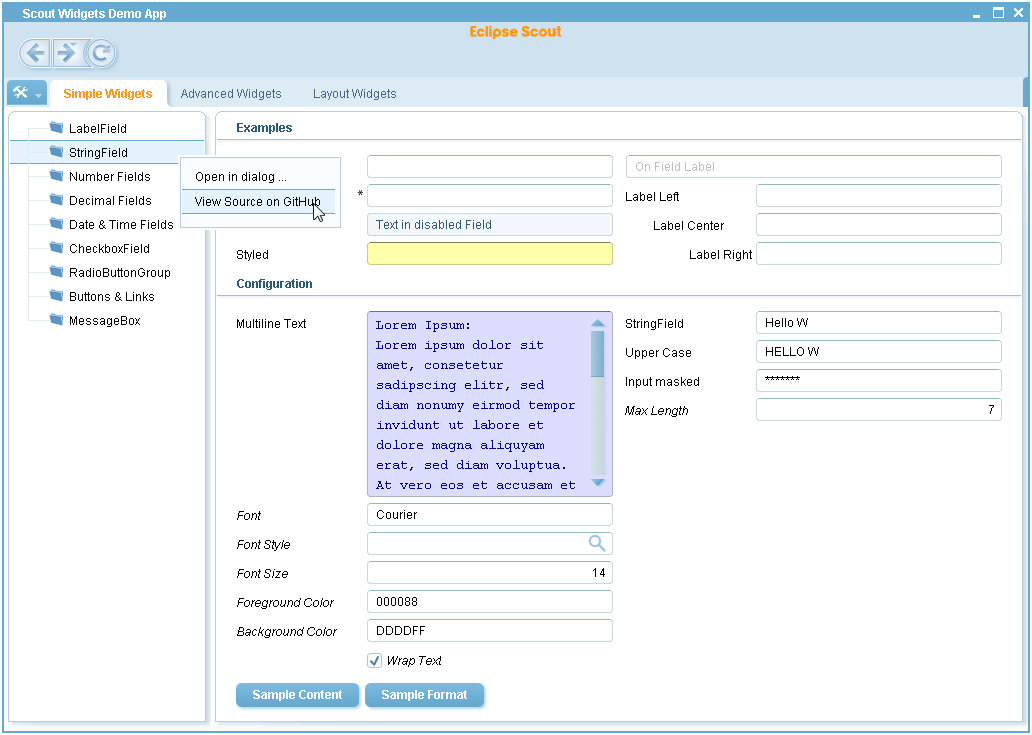 Scout Widgets Demo App
Eclipse Scout
Simple Widgets
Advanced Widgets
Layout Widgets
LabelField
StringField
Number Fields
Decimal Fields
Date & Time Fields
CheckboxField
RadioButtonGroup
Buttons & Links
MessageBox
Open in dialog ...
View Source on GitHub
Examples
On Field Label
*
Label Left
Text in disabled Field
Label Center
Styled
Label Right
Configuration
Multiline Text
Lorem Ipsum:
Lorem ipsum dolor sit
amet, consetetur
sadipscing elitr, sed
diam nonumy eirmod tempor
invidunt ut labore et
dolore magna aliquyam
erat, sed diam voluptua.
At vero eos et accusam et
StringField Hello W
Upper Case HELLO W
Input masked *******
Max Length 7
Font Courier
Font Style
Font Size 14
Foreground Color 000088
Background Color DDDDFF
Wrap Text
Sample Content
Sample Format